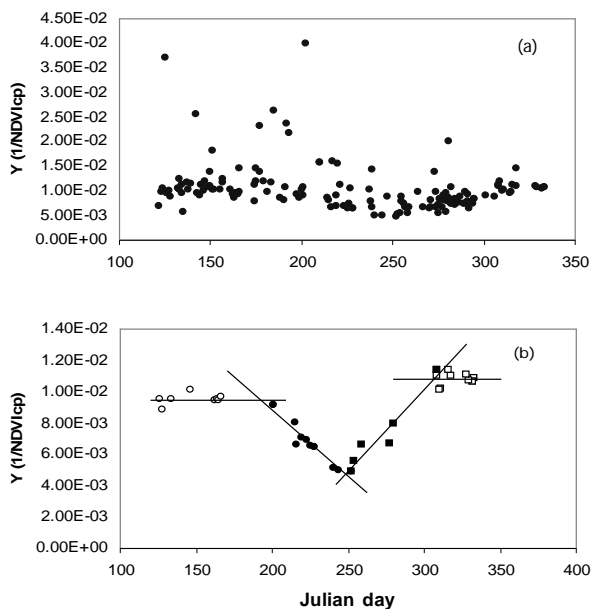 4.50E-02
4.00E-02
3.50E-02
3.00E-02
2.50E-02
2.00E-02
1.50E-02
1.00E-02
5.00E-03
0.00E+00
Y (1/NDVIcp)
(a)
100 150 200 250 300 350
1.40E-02
1.20E-02
1.00E-02
8.00E-03
6.00E-03
4.00E-03
2.00E-03
0.00E+00
Y (1/NDVIcp)
(b)
100 200 250 300 350 400
Julian day